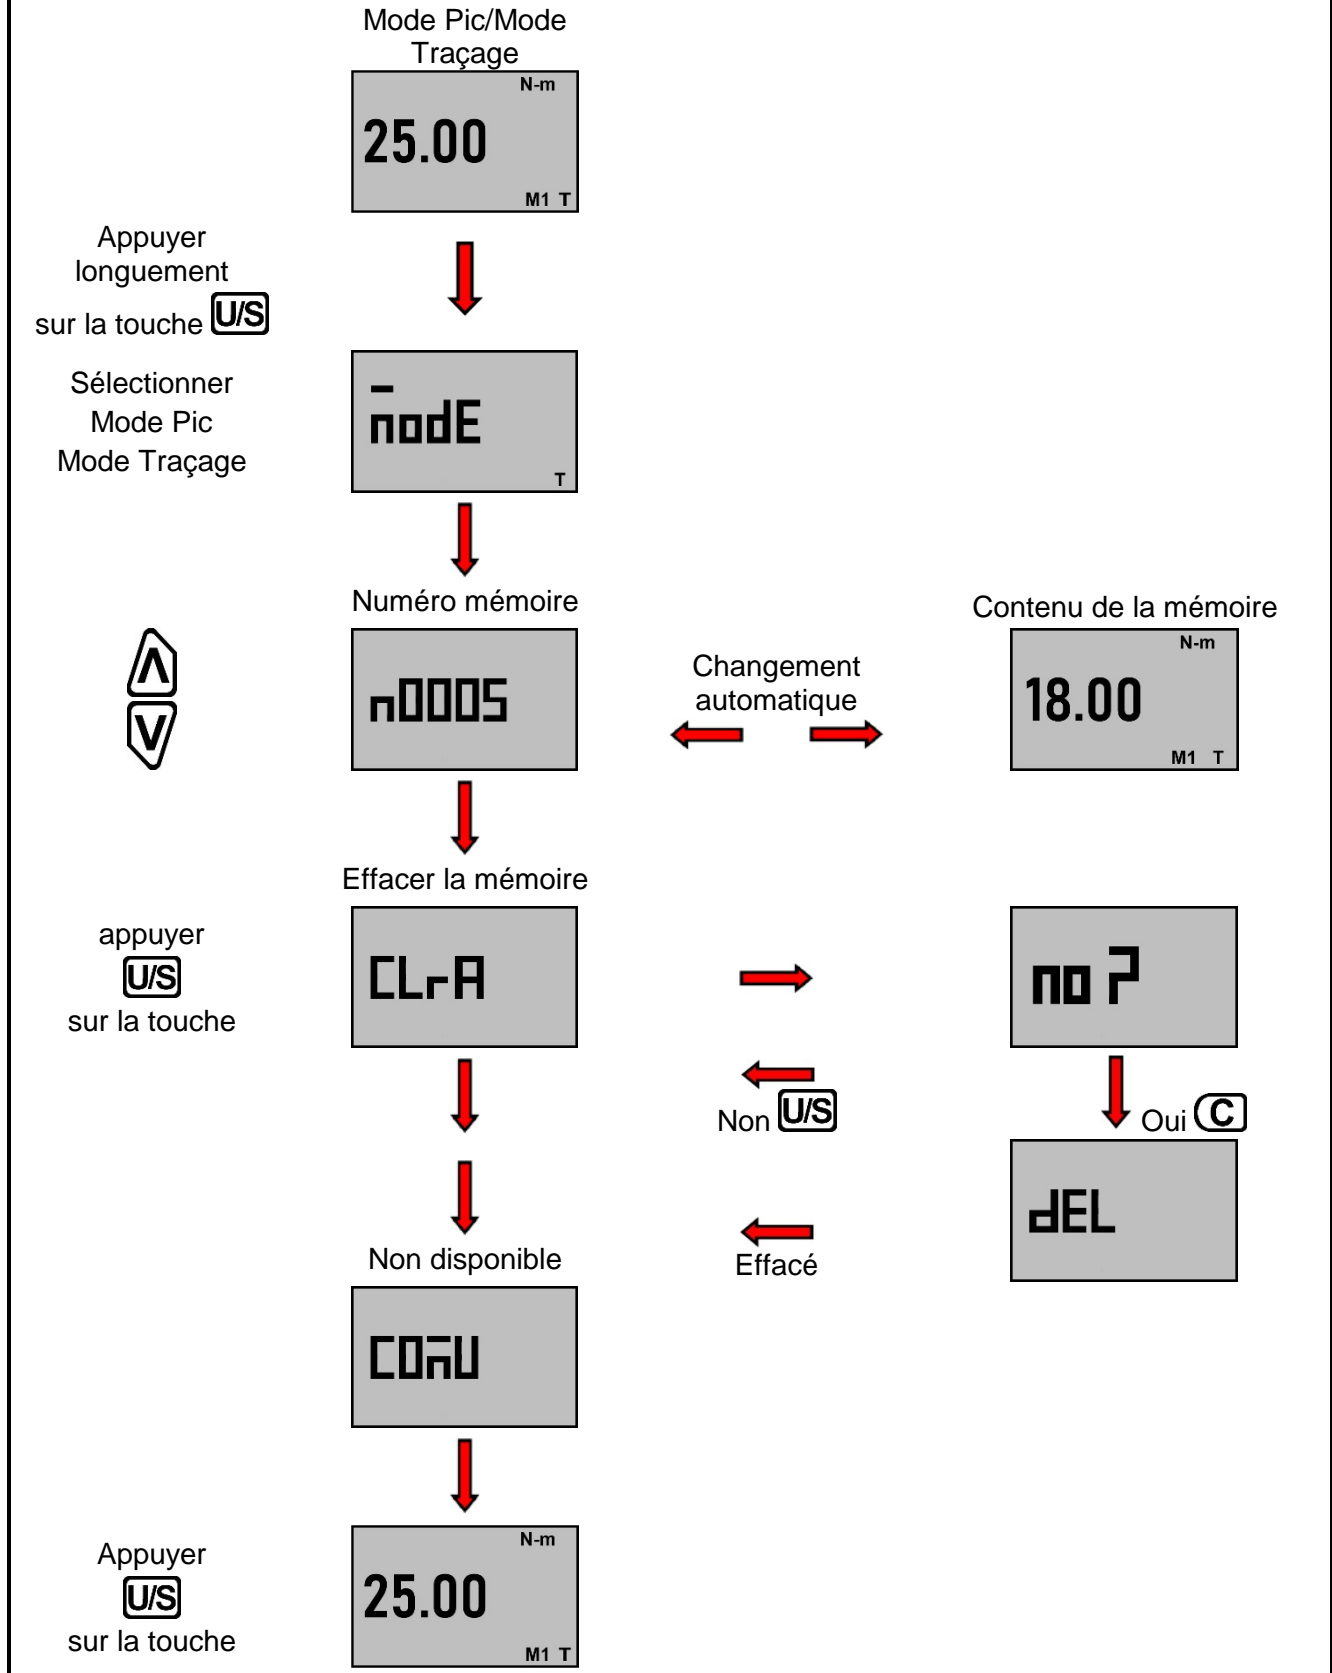 Mode Pic/Mode
Traçage
N-m
25.00
M1 T
Appuyer
longuement
sur la touche U/S
Sélectionner
Mode Pic
Mode Traçage
modE
T
Numéro mémoire
n0005
Changement
automatique
Contenu de la mémoire
N-m
18.00
M1 T
Effacer la mémoire
appuyer
U/S
sur la touche
CLrA
no ?
Non U/S
Oui C
dEL
Effacé
Non disponible
COmU
Appuyer
U/S
sur la touche
N-m
25.00
M1 T